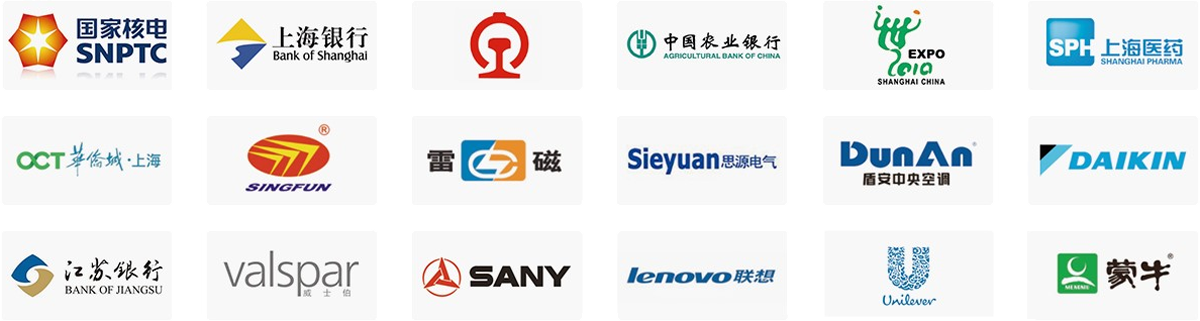 国家核电
SNPTC
上海银行
Bank of Shanghai
中国农业银行
AGRICULTURAL BANK OF CHINA
EXPO
2010
SHANGHAI CHINA
SPH 上海医药
SHANGHAI PHARMA
OCT 華僑城·上海
®
SINGFUN
雷 磁
Sieyuan 思源电气
DunAn®
盾安中央空调
DAIKIN
江苏银行
BANK OF JIANGSU
valspar
威士伯
SANY
lenovo 联想
Unilever
蒙牛®
MENGNIU